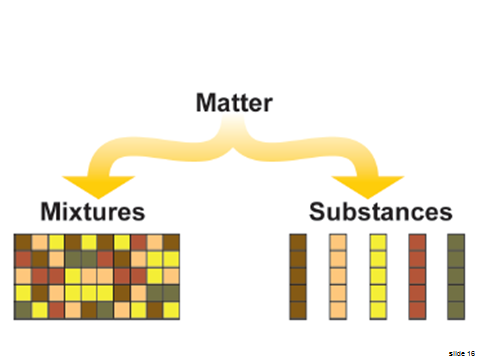 Matter
Mixtures
Substances
slide 16